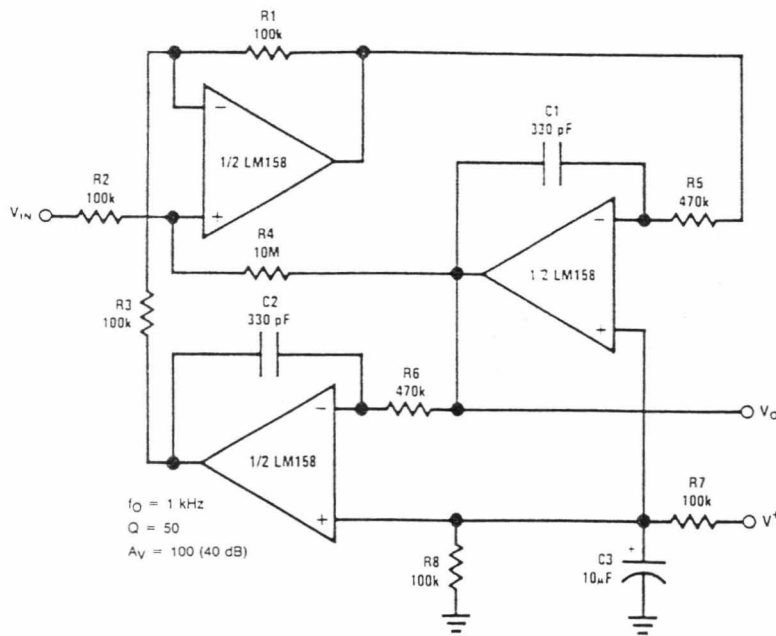 R1
100k
C1
330 pF
1/2 LM158
R2
100k
R5
470k
VIN
R4
10M
1/2 LM158
R3
100k
C2
330 pF
R6
470k
VO
1/2 LM158
R7
100k
V+
fO = 1 kHz
Q = 50
AV = 100 (40 dB)
R8
100k
C3
10µF